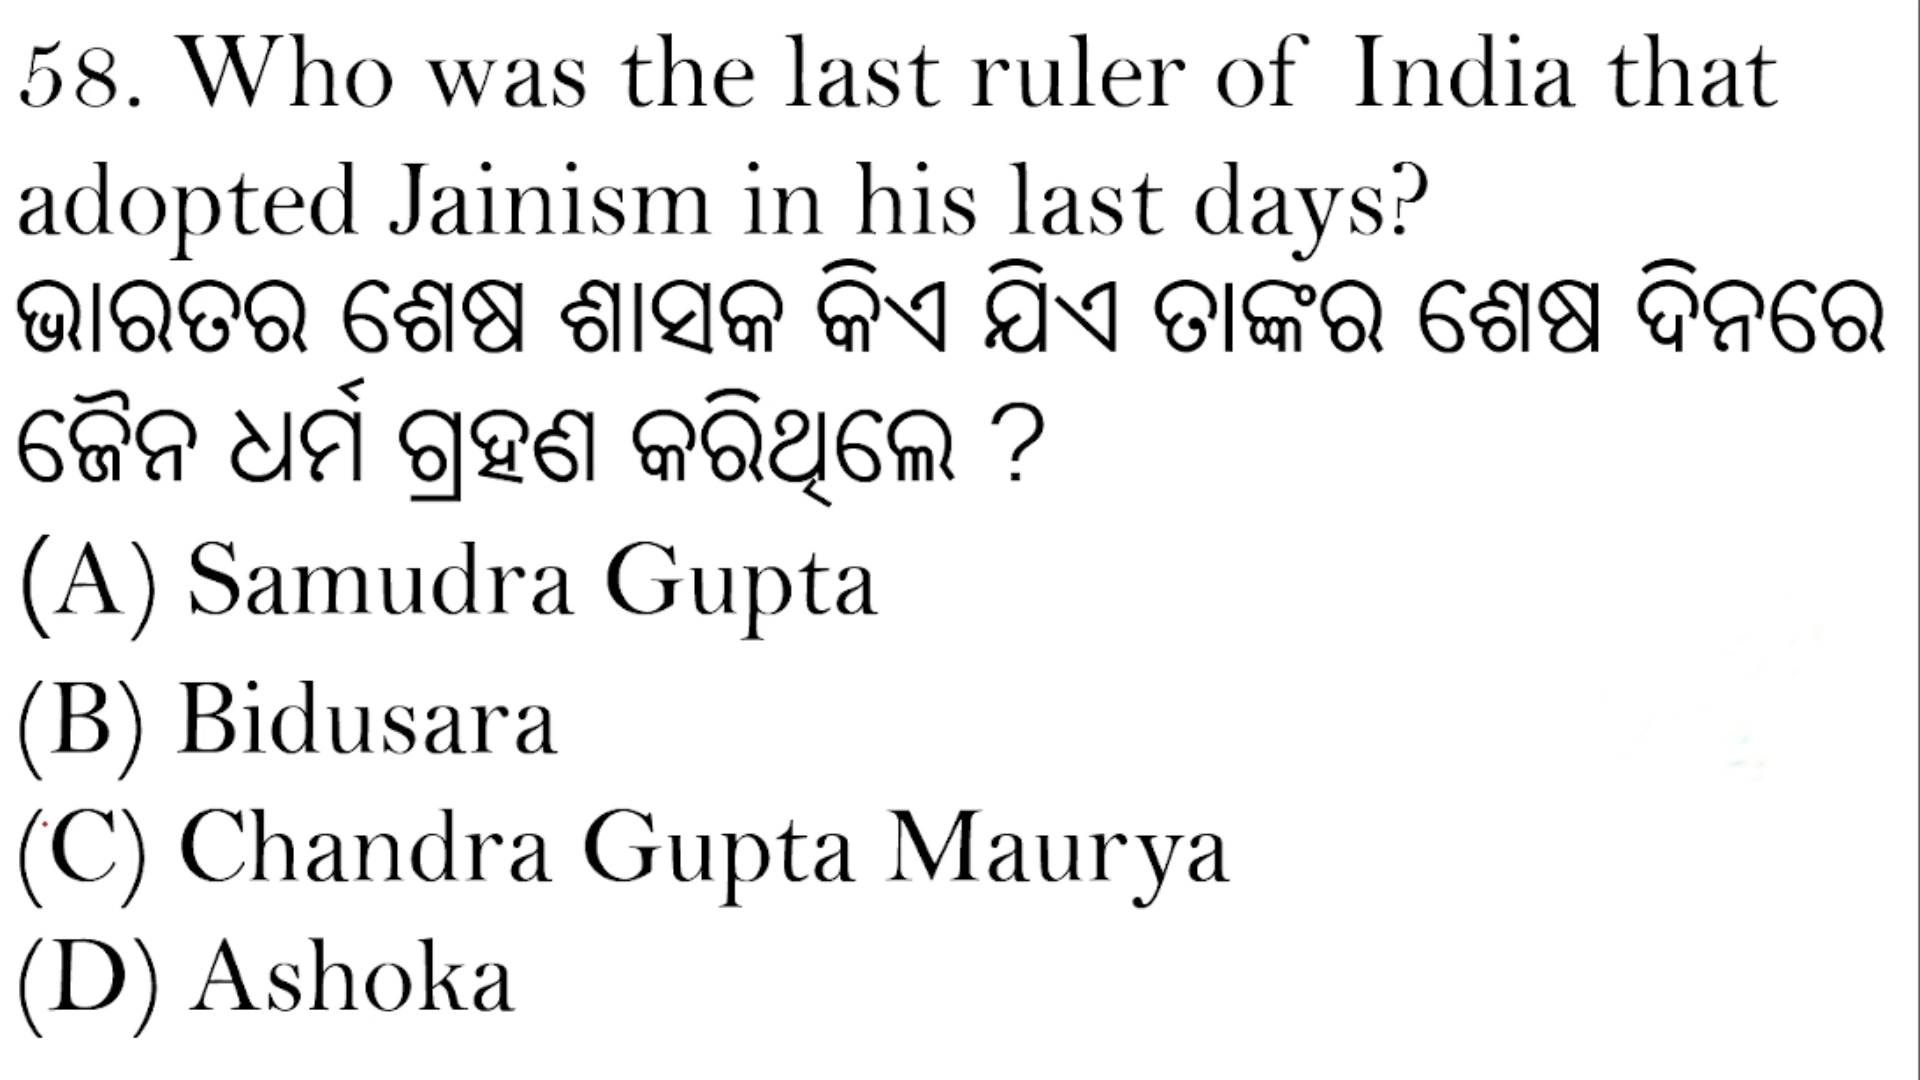 58. Who was the last ruler of India that
adopted Jainism in his last days?
ଭାରତର ଶେଷ ଶାସକ କିଏ ଯିଏ ତାଙ୍କର ଶେଷ ଦିନରେ
ଜୈନ ଧର୍ମ ଗ୍ରହଣ କରିଥିଲେ ?
(A) Samudra Gupta
(B) Bidusara
(C) Chandra Gupta Maurya
(D) Ashoka